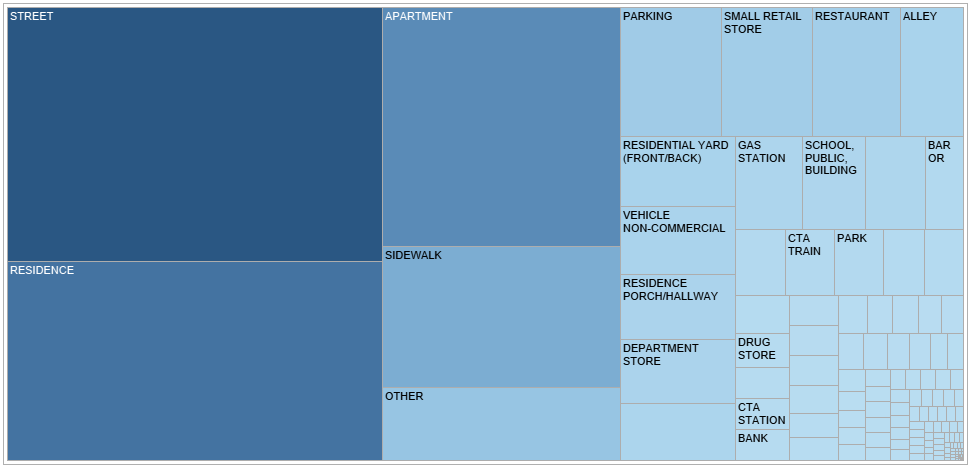 STREET
RESIDENCE
APARTMENT
SIDEWALK
OTHER
PARKING
SMALL RETAIL
STORE
RESTAURANT
ALLEY
RESIDENTIAL YARD
(FRONT/BACK)
VEHICLE
NON-COMMERCIAL
RESIDENCE
PORCH/HALLWAY
DEPARTMENT
STORE
GAS
STATION
SCHOOL,
PUBLIC,
BUILDING
BAR
OR
CTA
TRAIN
PARK
DRUG
STORE
CTA
STATION
BANK